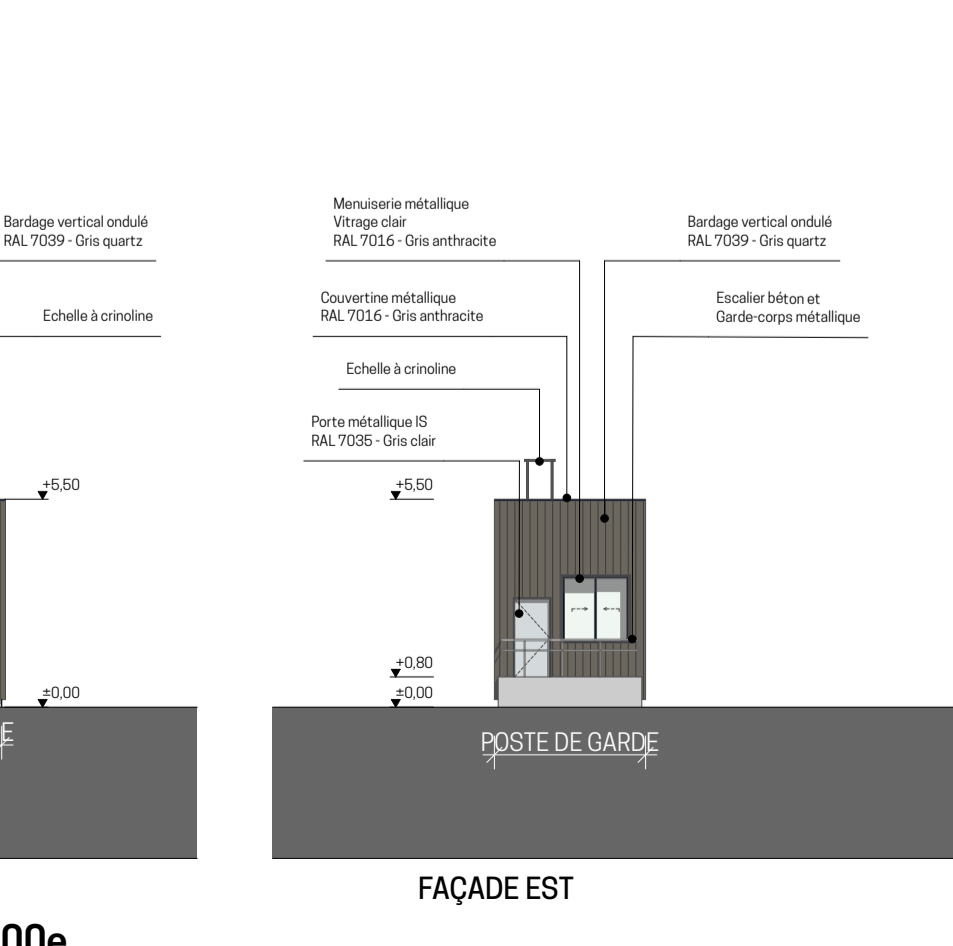 Menuiserie métallique
Vitrage clair
RAL 7016 - Gris anthracite
Bardage vertical ondulé
RAL 7039 - Gris quartz
Bardage vertical ondulé
RAL 7039 - Gris quartz
Couvertine métallique
RAL 7016 - Gris anthracite
Escalier béton et
Garde-corps métallique
Echelle à crinoline
Echelle à crinoline
Porte métallique IS
RAL 7035 - Gris clair
+5,50
+5,50
+0,80
±0,00
±0,00
E
POSTE DE GARDE
FAÇADE EST
00e